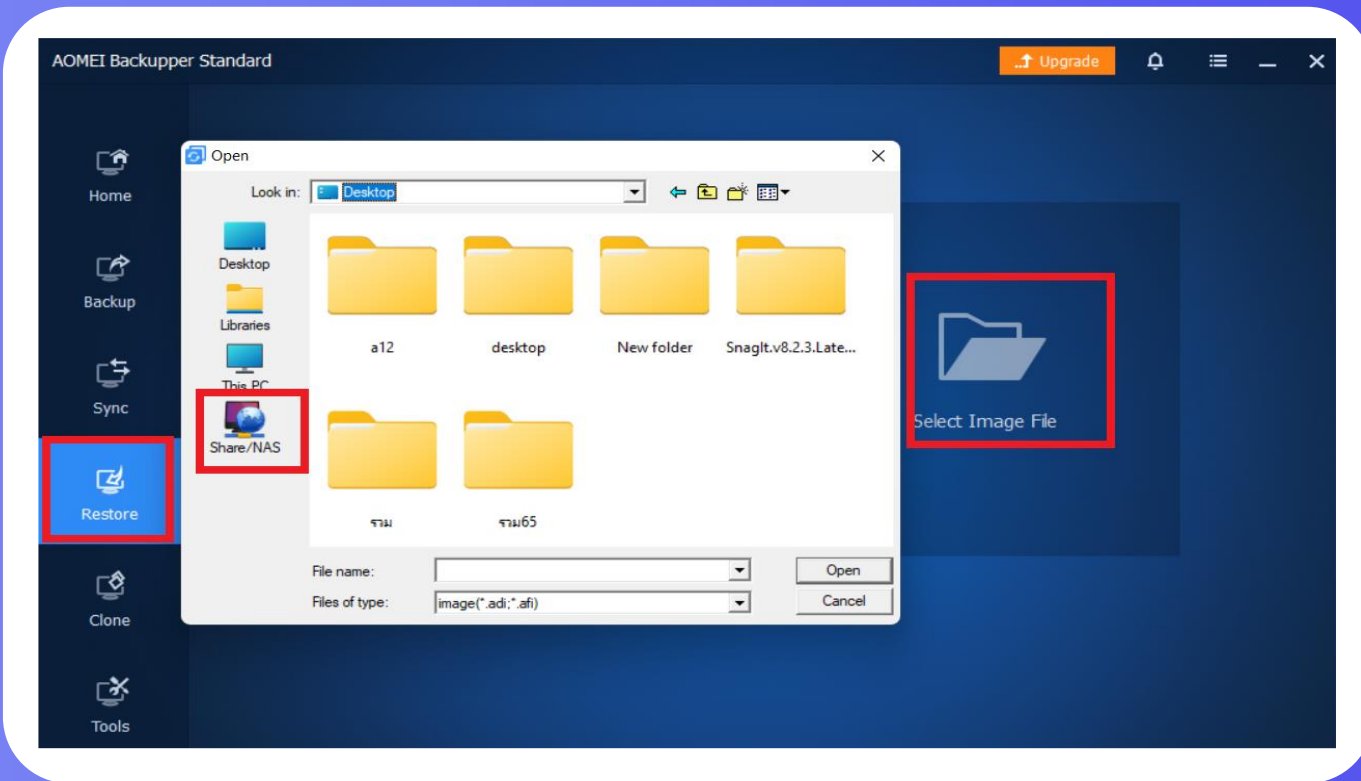 AOMEI Backupper Standard
Upgrade
Home
Backup
Sync
Restore
Clone
Tools
Open
Look in:
Desktop
Desktop
Libraries
This PC
Share/NAS
a12
desktop
New folder
SnagIt.v8.2.3.Late...
รวม
รวม65
File name:
Open
Files of type:
image(*.adi;*.afi)
Cancel
Select Image File